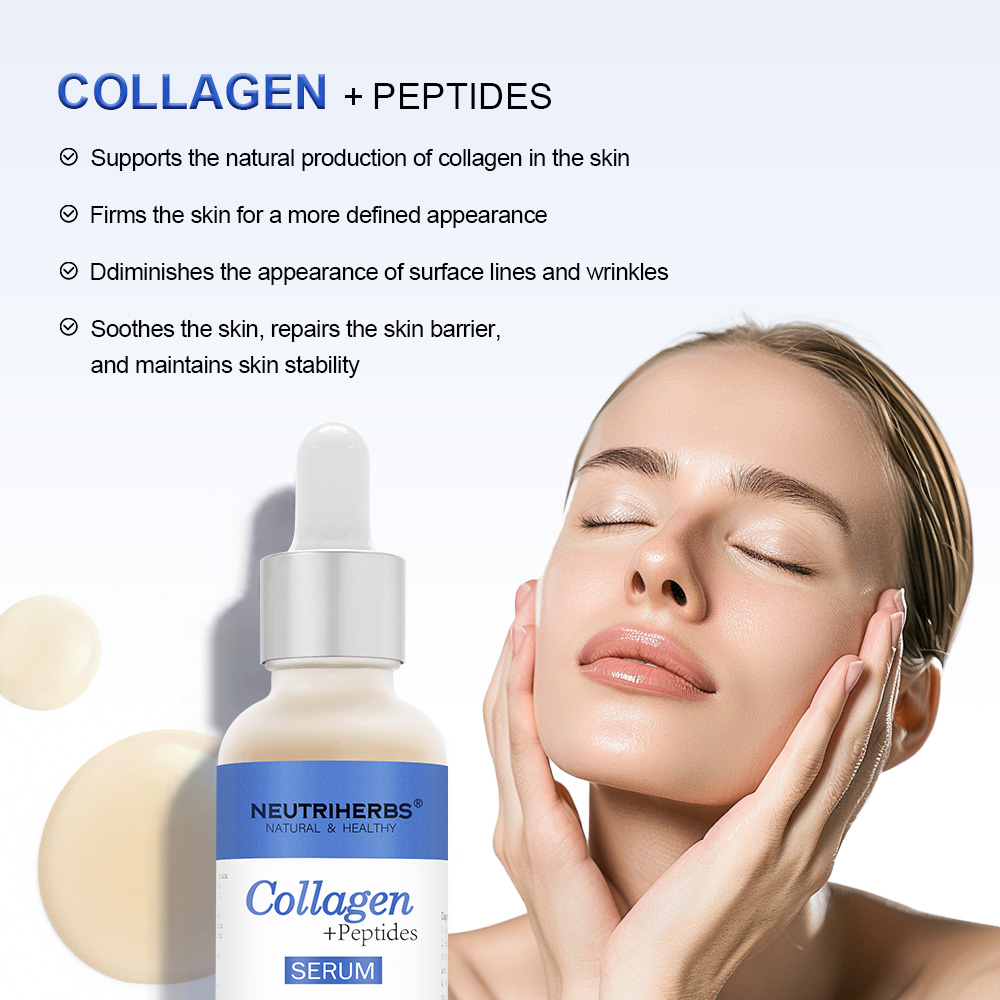 COLLAGEN + PEPTIDES
Supports the natural production of collagen in the skin
Firms the skin for a more defined appearance
Ddiminishes the appearance of surface lines and wrinkles
Soothes the skin, repairs the skin barrier,
and maintains skin stability
NEUTRIHERBS®
NATURAL & HEALTHY
Collagen
+Peptides
SERUM